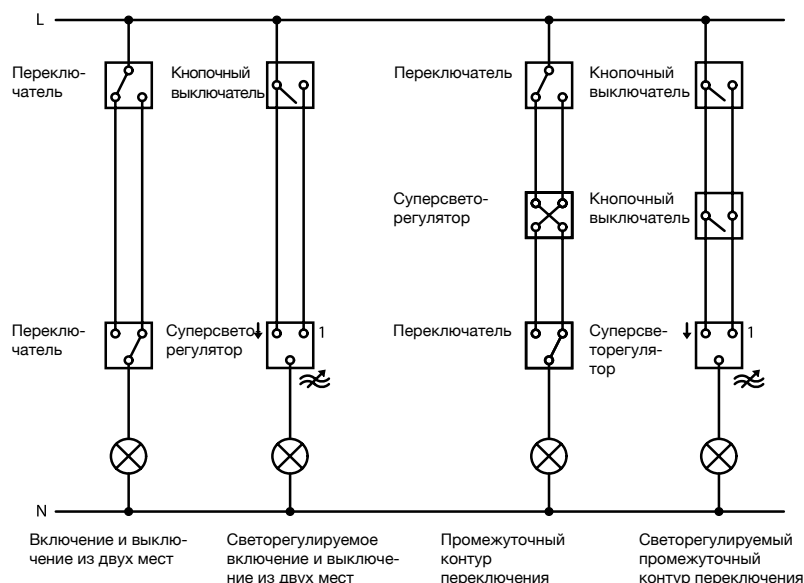 L
Переклю-
чатель
Кнопочный
выключатель
Переключатель
Кнопочный
выключатель
Суперсвето-
регулятор
Кнопочный
выключатель
Переклю-
чатель
Суперсвето
регулятор
1
Переключатель
Суперсве-
торегуля-
тор
1
N
Включение и выклю-
чение из двух мест
Светорегулируемое
включение и выключе-
ние из двух мест
Промежуточный
контур
переключения
Светорегулируемый
промежуточный
контур переключения